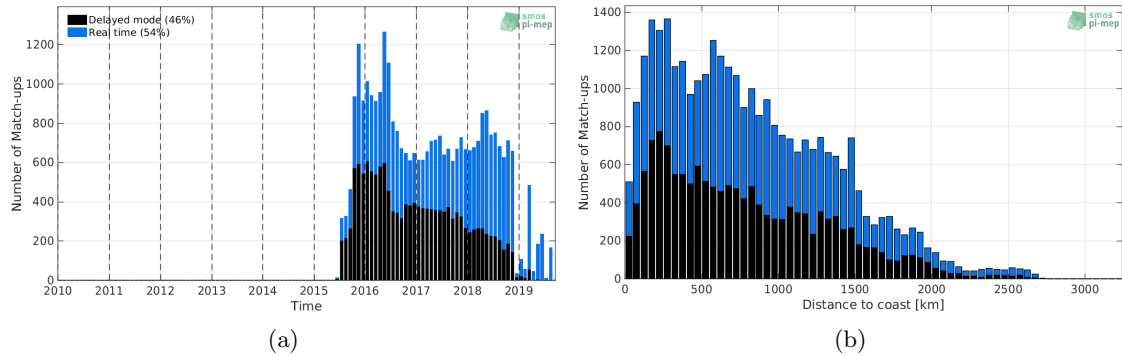 Delayed mode (46%)
Real time (54%)
smos
pi-mep
Number of Match-ups
1200
1000
800
600
400
200
0
2010 2011 2012 2013 2014 2015 2016 2017 2018 2019
Time
(a)
smos
pi-mep
Number of Match-ups
1400
1200
1000
800
600
400
200
0
0 500 1000 1500 2000 2500 3000
Distance to coast [km]
(b)